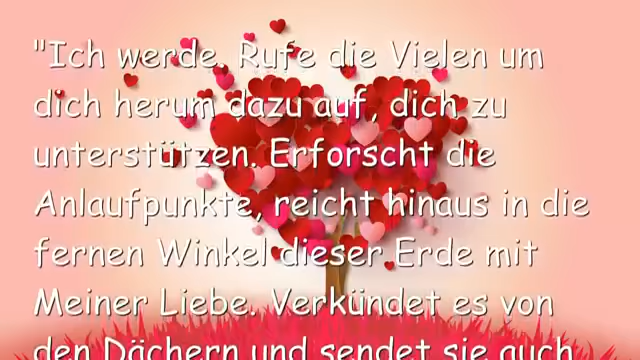 "Ich werde. Rufe die Vielen um
dich herum dazu auf, dich zu
unterstützen. Erforscht die
Anlaufpunkte, reicht hinaus in die
fernen Winkel dieser Erde mit
Meiner Liebe. Verkündet es von
den Dächern und sendet sie auch